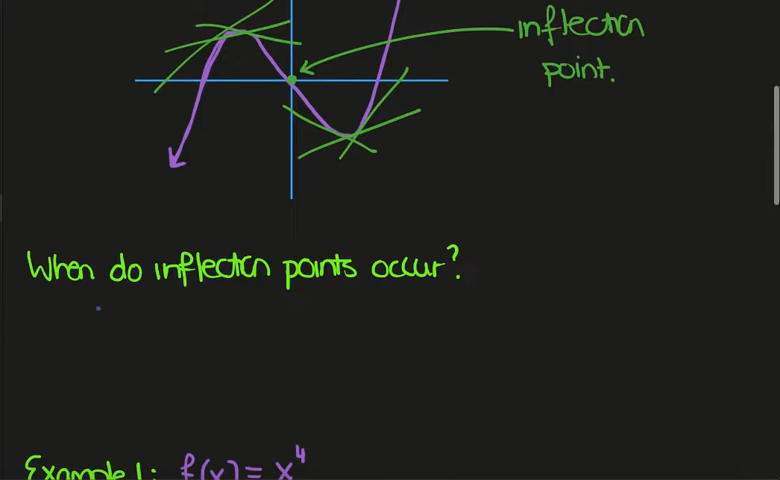 inflection
point.
When do inflection points occur?
Example 1: f(x) = x⁴